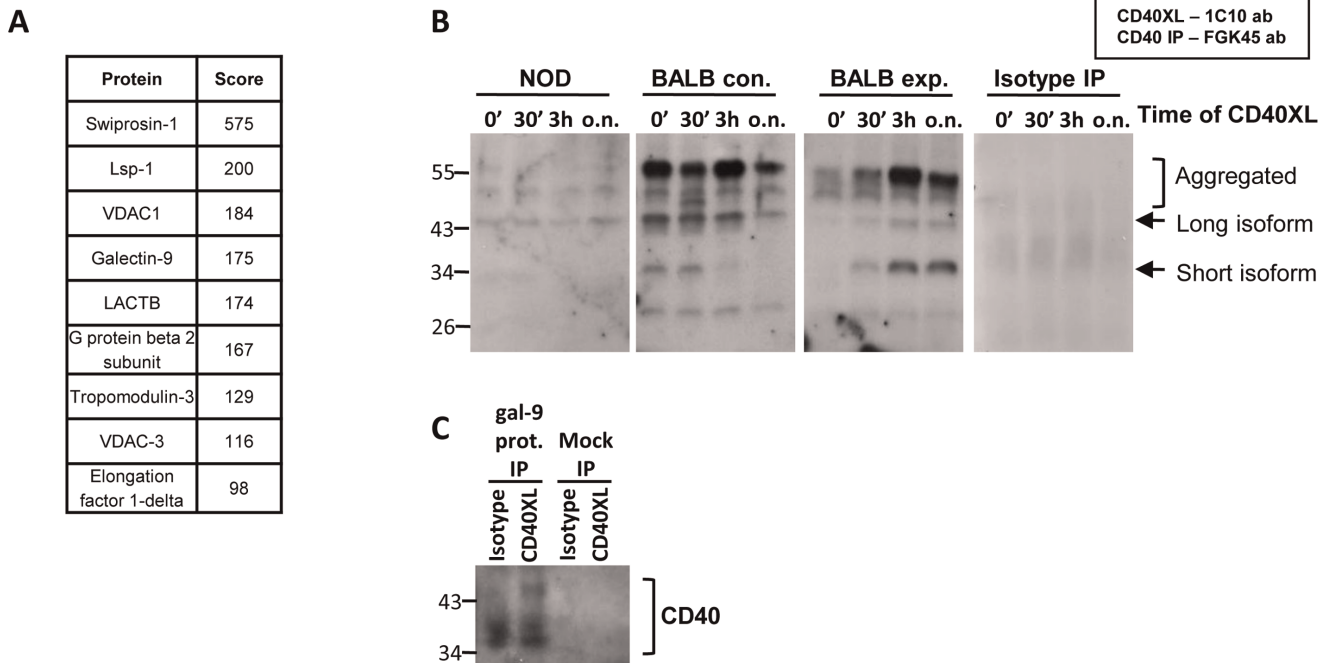 A
Protein Score
Swiprosin-1 575
Lsp-1 200
VDAC1 184
Galectin-9 175
LACTB 174
G protein beta 2
subunit 167
Tropomodulin-3 129
VDAC-3 116
Elongation
factor 1-delta 98
B
CD40XL – 1C10 ab
CD40 IP – FGK45 ab
NOD BALB con. BALB exp. Isotype IP
0’ 30’ 3h o.n. 0’ 30’ 3h o.n. 0’ 30’ 3h o.n. 0’ 30’ 3h o.n. Time of CD40XL
55
43
34
26
Aggregated
Long isoform
Short isoform
C
gal-9
prot. Mock
IP IP
Isotype CD40XL Isotype CD40XL
43
34
CD40